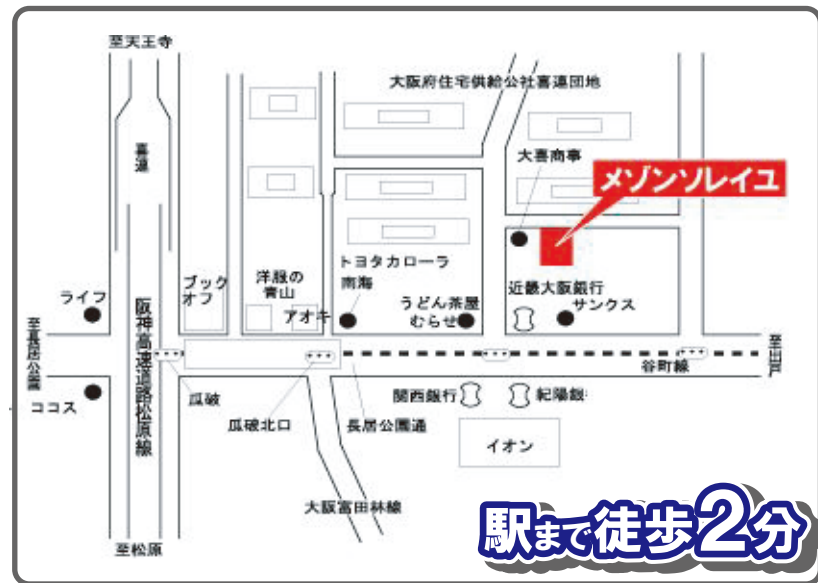 至天王寺
大阪府住宅供給公社喜連団地
喜連
大喜商事
メゾンソレイユ
トヨタカローラ
南海
ブック
オフ
洋服の
青山
アオキ
うどん茶屋
むらせ
近畿大阪銀行
サンクス
ライフ
至長居公園
阪神高速道路松原線
至出戸
谷町線
ココス
瓜破
瓜破北口
長居公園通
関西銀行
紀陽銀
イオン
大阪富田林線
至松原
駅まで徒歩2分